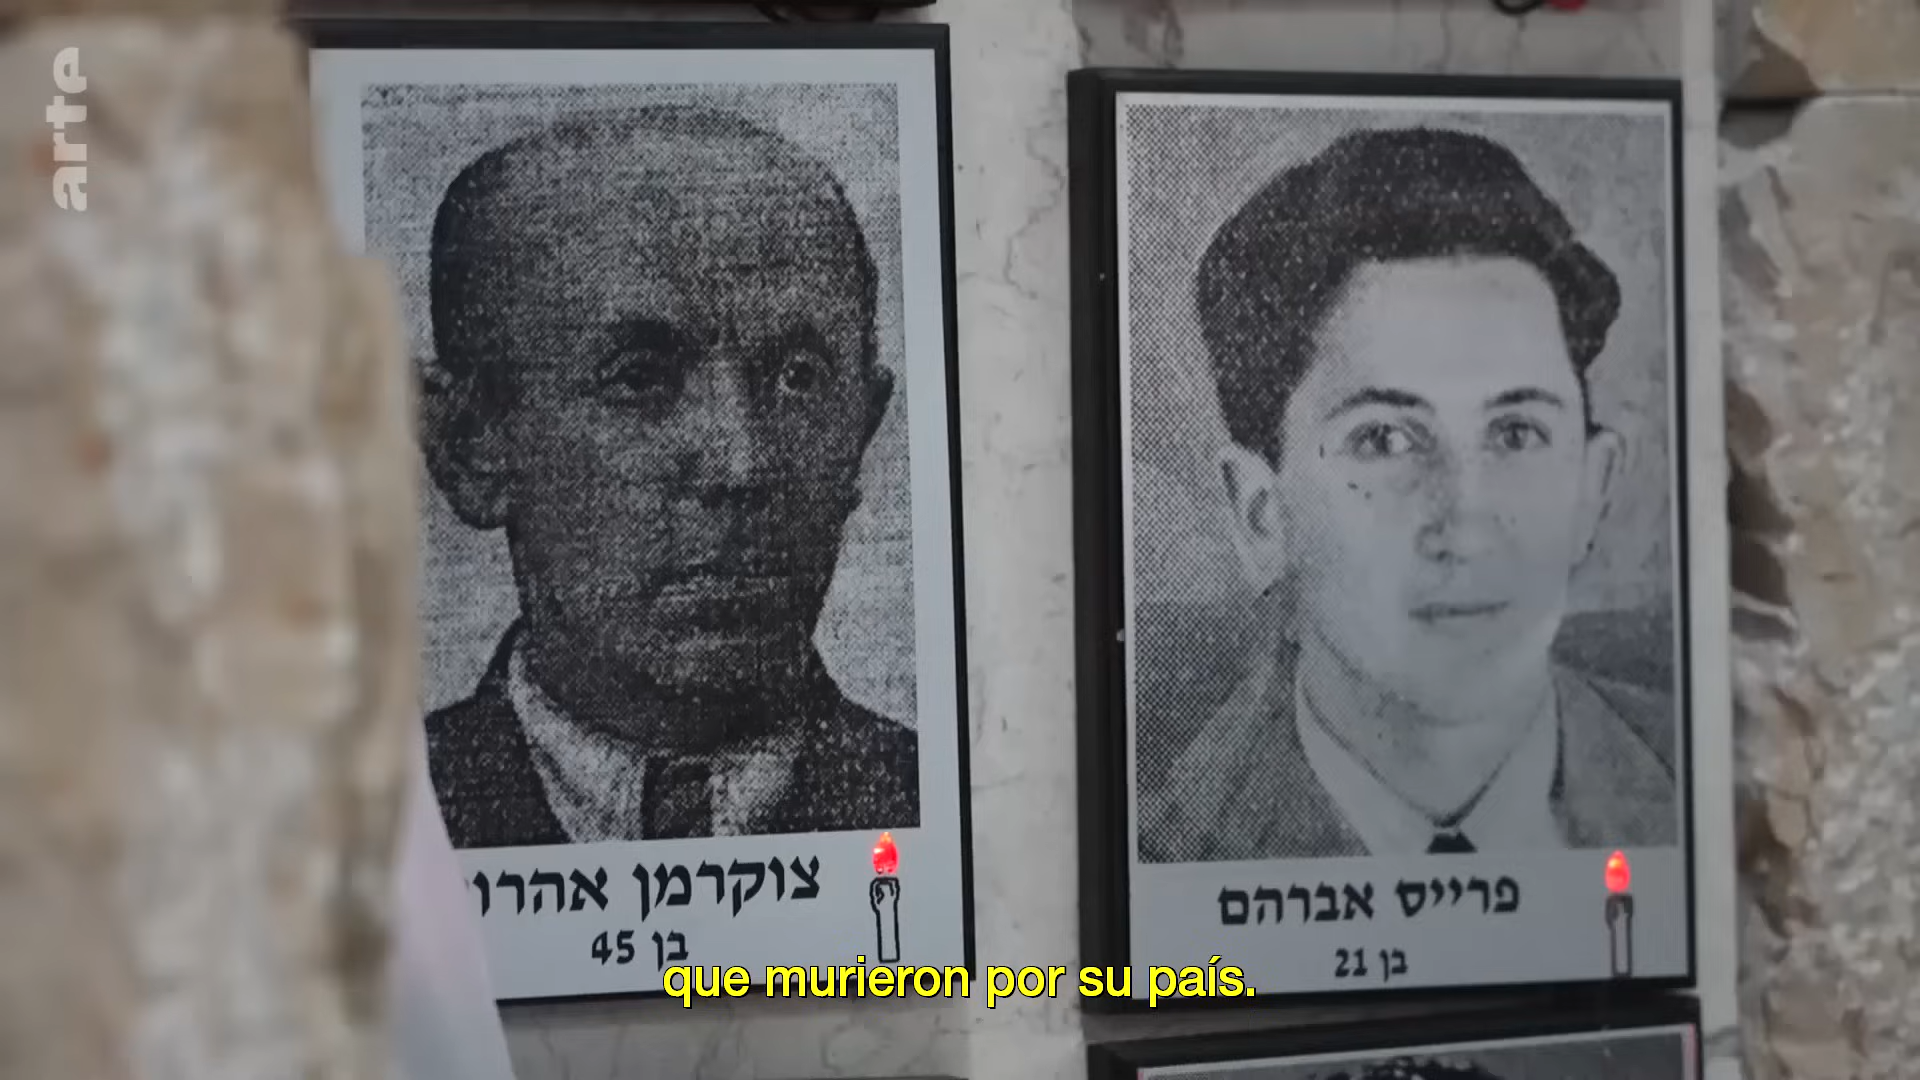 arte
צוקרמן אהרו
בן 45
פרייס אברהם
בן 21
que murieron por su país.